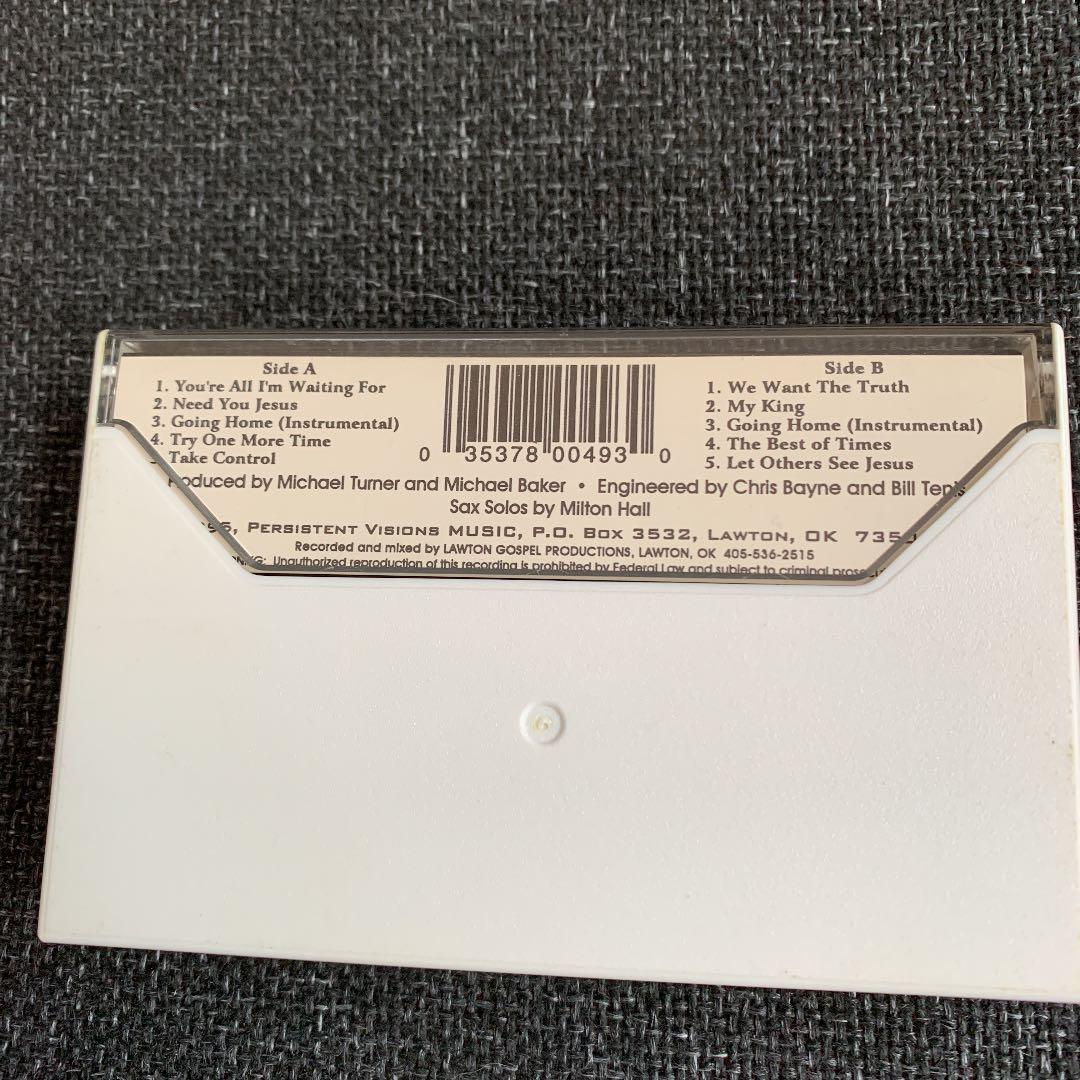 Side A
1. You're All I'm Waiting For
2. Need You Jesus
3. Going Home (Instrumental)
4. Try One More Time
Take Control
0 35378 00493 0
Side B
1. We Want The Truth
2. My King
3. Going Home (Instrumental)
4. The Best of Times
5. Let Others See Jesus
Produced by Michael Turner and Michael Baker • Engineered by Chris Bayne and Bill
Sax Solos by Milton Hall
PERSISTENT VISIONS MUSIC, P.O. BOX 3532, LAWTON, OK
Recorded and mixed by LAWTON GOSPEL PRODUCTIONS, LAWTON, OK 405-536-2515
Unauthorized reproduction of this recording is prohibited by Federal Law and subject to criminal